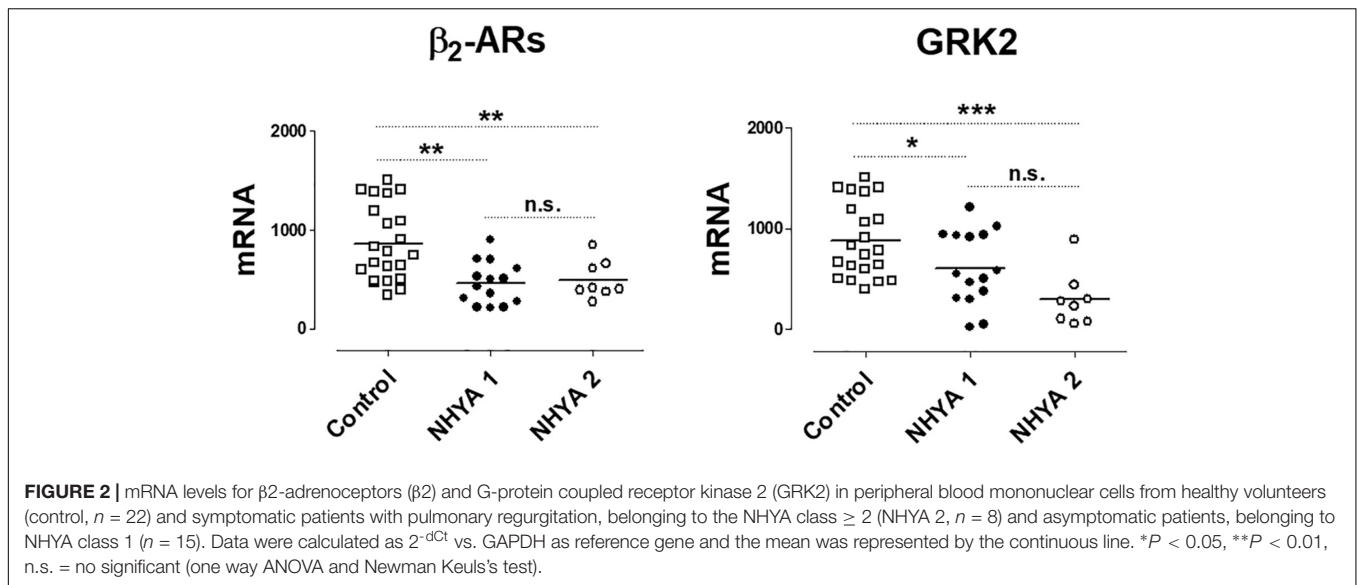 β2-ARs
**
**
n.s.
mRNA
2000
1000
0
Control
NHYA 1
NHYA 2
GRK2
***
*
n.s.
mRNA
2000
1000
0
Control
NHYA 1
NHYA 2
FIGURE 2 | mRNA levels for β2-adrenoceptors (β2) and G-protein coupled receptor kinase 2 (GRK2) in peripheral blood mononuclear cells from healthy volunteers
(control, n = 22) and symptomatic patients with pulmonary regurgitation, belonging to the NHYA class ≥ 2 (NHYA 2, n = 8) and asymptomatic patients, belonging to
NHYA class 1 (n = 15). Data were calculated as 2-dCt vs. GAPDH as reference gene and the mean was represented by the continuous line. *P < 0.05, **P < 0.01,
n.s. = no significant (one way ANOVA and Newman Keuls's test).